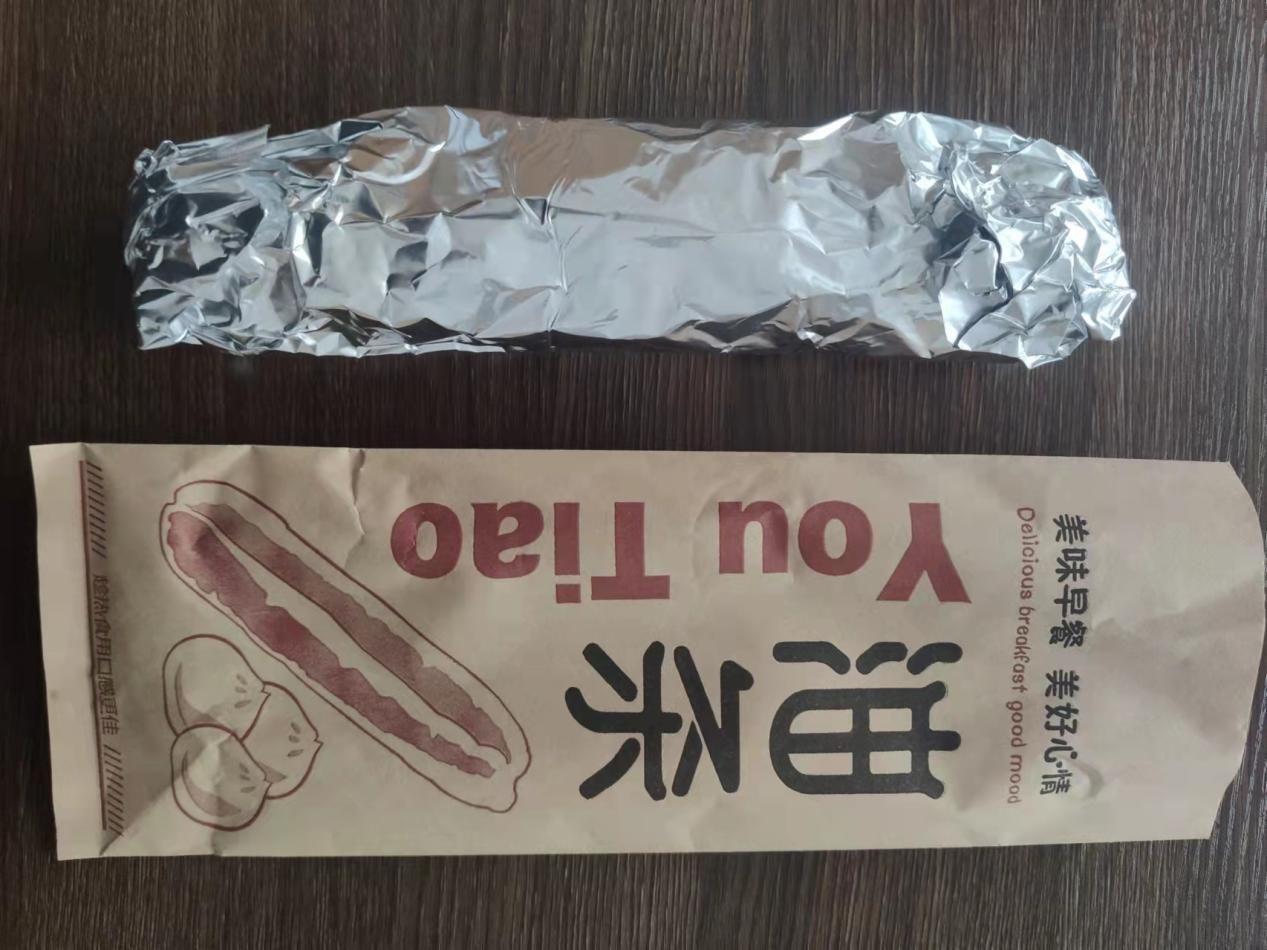 美味早餐 美好心情
Delicious breakfast good mood
油条
You Tiao
趁热食用口感更佳